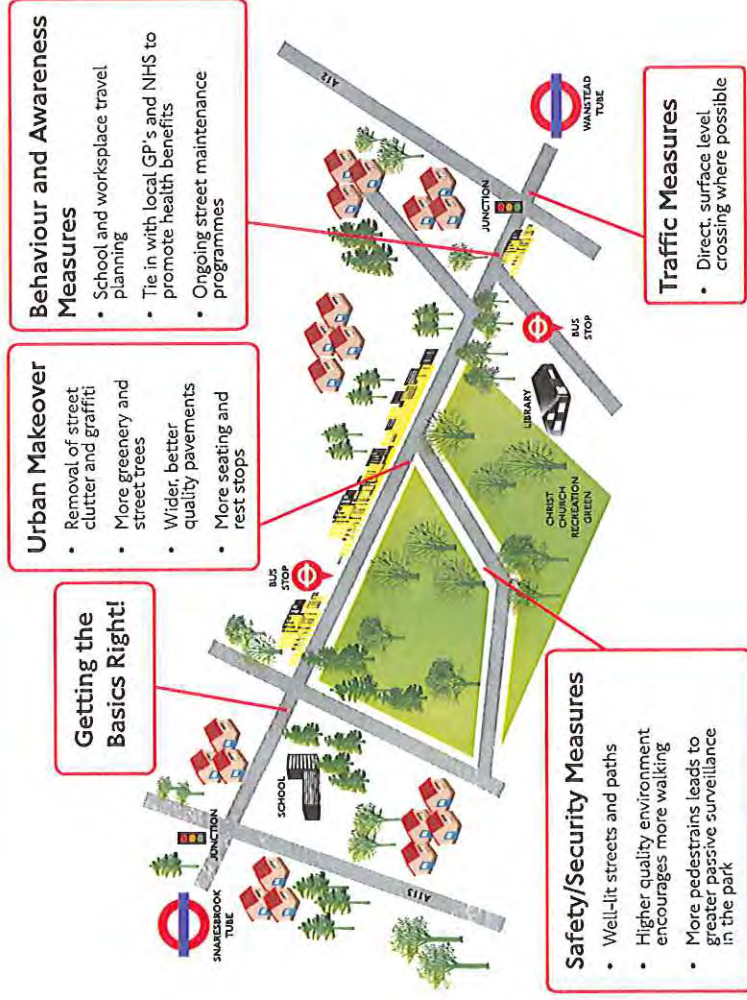 Getting the
Basics Right!
Urban Makeover
• Removal of street
clutter and graffiti
• More greenery and
street trees
• Wider, better
quality pavements
• More seating and
rest stops
Behaviour and Awareness
Measures
• School and worksplace travel
planning
• Tie in with local GP's and NHS to
promote health benefits
• Ongoing street maintenance
programmes
SNARESBROOK
TUBE
JUNCTION
A113
SCHOOL
BUS
STOP
CHRIST
CHURCH
RECREATION
GREEN
LIBRARY
BUS
STOP
JUNCTION
A12
WANSTEAD
TUBE
Safety/Security Measures
• Well-lit streets and paths
• Higher quality environment
encourages more walking
• More pedestrains leads to
greater passive surveillance
in the park
Traffic Measures
• Direct, surface level
crossing where possible